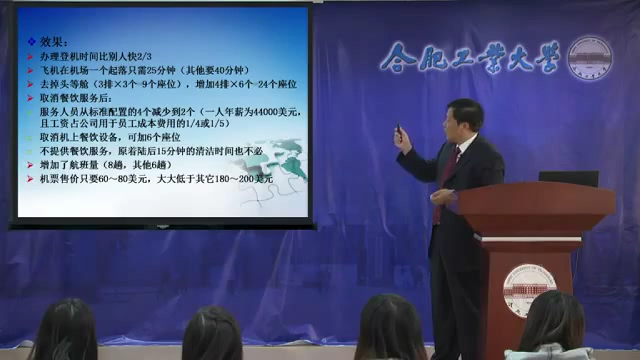 效果：
办理登机时间比别人快2/3
飞机在机场一个起落只需25分钟（其他要40分钟）
去掉头等舱（3排×3个=9个座位），增加4排×6个=24个座位
取消餐饮服务后：
服务人员从标准配置的4个减少到2个（一人年薪为44000美元，
且工资占公司用于员工成本费用的1/4或1/5）
取消机上餐饮设备，可加6个座位
不提供餐饮服务，原着陆后15分钟的清洁时间也不必
增加了航班量（8趟，其他6趟）
机票售价只要60～80美元，大大低于其它180～200美元
合肥工业大学